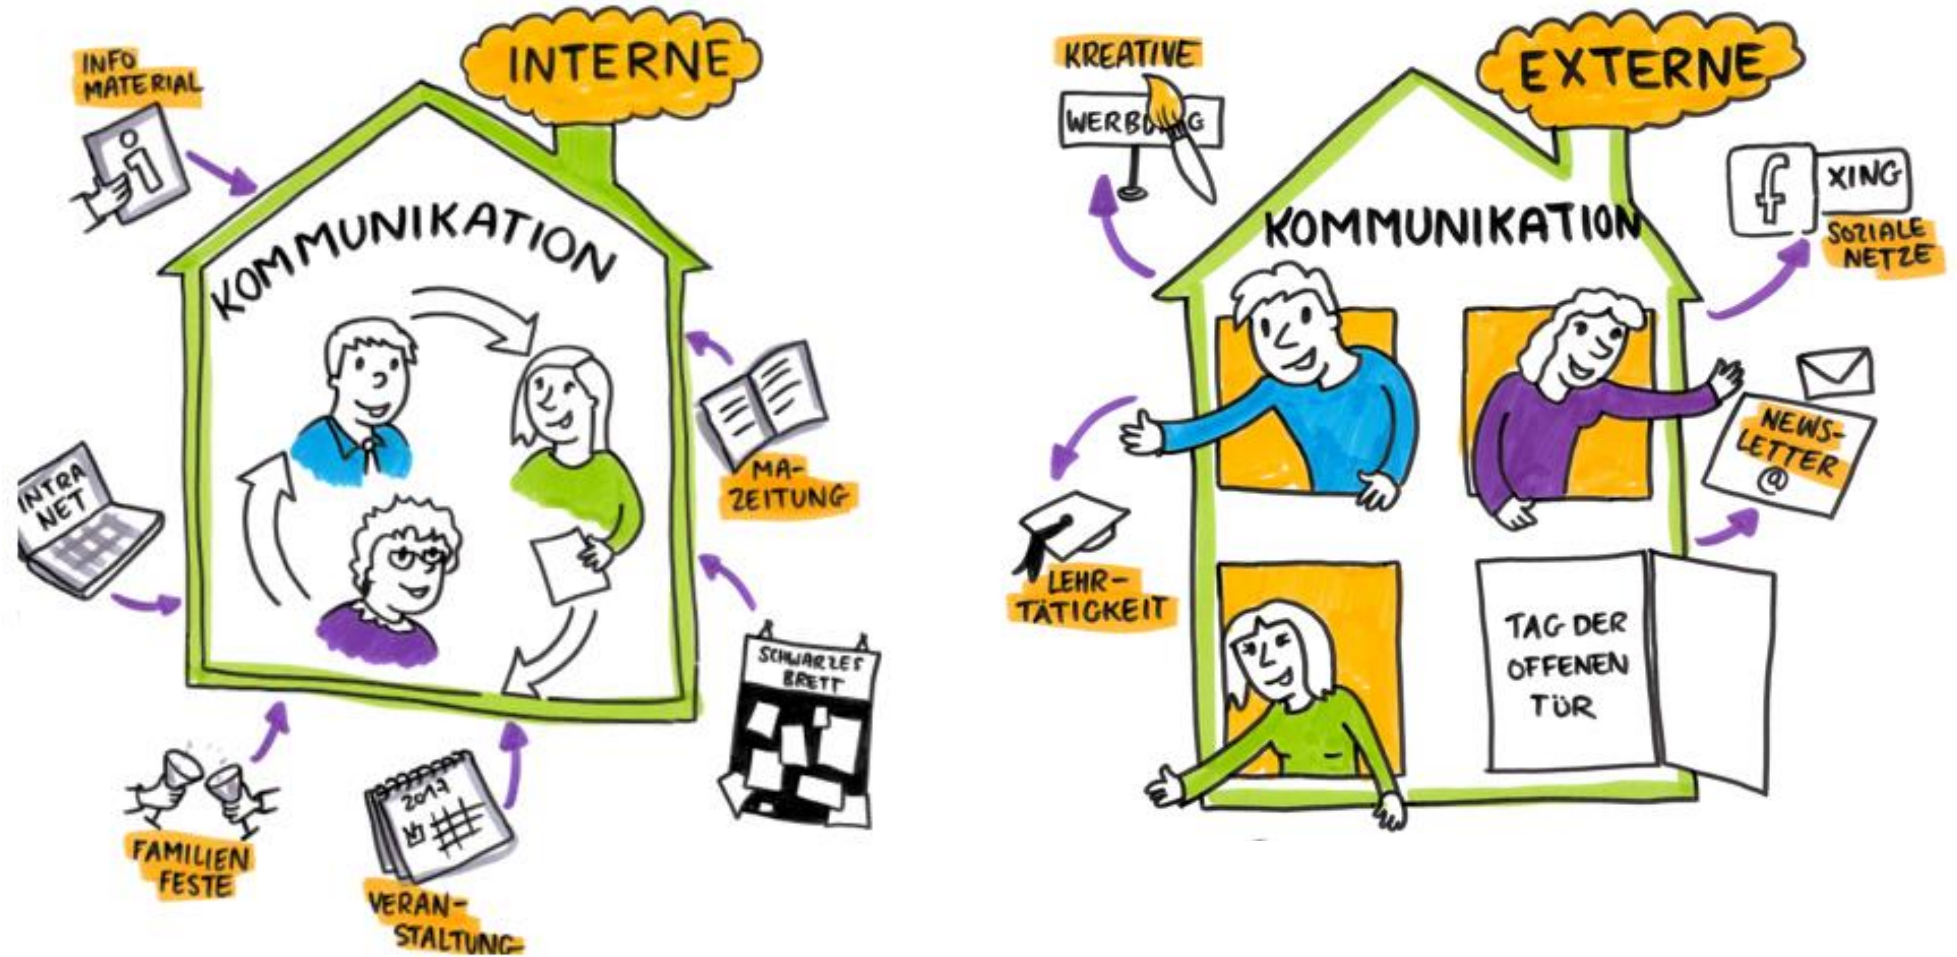 INTERNE
INFO
MATERIAL
i
KOMMUNIKATION
INTRA
NET
MA-
ZEITUNG
SCHWARZES
BRETT
FAMILIEN
FESTE
2017
VERAN-
STALTUNG
EXTERNE
KREATIVE
WERBUNG
f
XING
SOZIALE
NETZE
KOMMUNIKATION
NEWS-
LETTER
@
LEHR-
TÄTIGKEIT
TAG DER
OFFENEN
TÜR